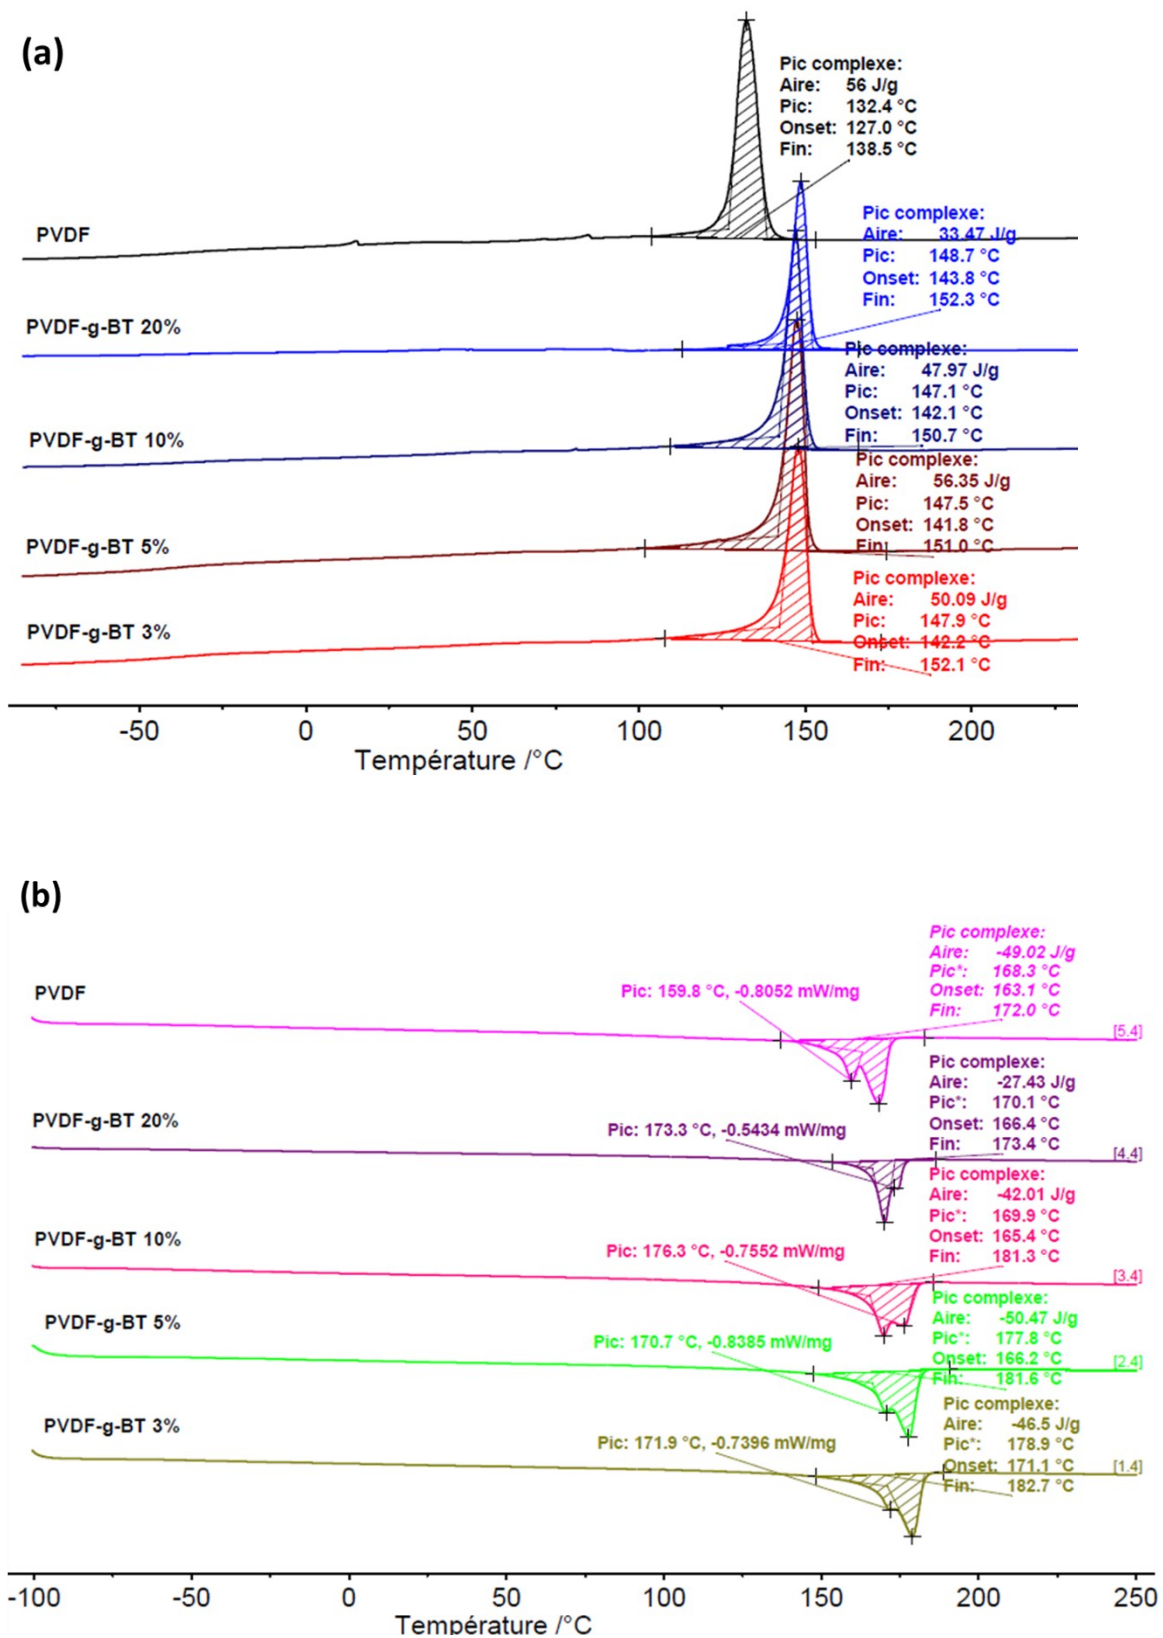 (a)
Pic complexe:
Aire: 56 J/g
Pic: 132.4 °C
Onset: 127.0 °C
Fin: 138.5 °C
PVDF
Pic complexe:
Aire: 33.47 J/g
Pic: 148.7 °C
Onset: 143.8 °C
Fin: 152.3 °C
PVDF-g-BT 20%
Pic complexe:
Aire: 47.97 J/g
Pic: 147.1 °C
Onset: 142.1 °C
Fin: 150.7 °C
PVDF-g-BT 10%
Pic complexe:
Aire: 56.35 J/g
Pic: 147.5 °C
Onset: 141.8 °C
Fin: 151.0 °C
PVDF-g-BT 5%
Pic complexe:
Aire: 50.09 J/g
Pic: 147.9 °C
Onset: 142.2 °C
Fin: 152.1 °C
PVDF-g-BT 3%
-50 0 50 100 150 200
Température /°C
(b)
Pic complexe:
Aire: -49.02 J/g
Pic*: 168.3 °C
Onset: 163.1 °C
Fin: 172.0 °C
PVDF
Pic: 159.8 °C, -0.8052 mW/mg
[5.4]
Pic complexe:
Aire: -27.43 J/g
Pic*: 170.1 °C
Onset: 166.4 °C
Fin: 173.4 °C
PVDF-g-BT 20%
Pic: 173.3 °C, -0.5434 mW/mg
[4.4]
Pic complexe:
Aire: -42.01 J/g
Pic*: 169.9 °C
Onset: 165.4 °C
Fin: 181.3 °C
PVDF-g-BT 10%
Pic: 176.3 °C, -0.7552 mW/mg
[3.4]
Pic complexe:
Aire: -50.47 J/g
Pic*: 177.8 °C
Onset: 166.2 °C
Fin: 181.6 °C
PVDF-g-BT 5%
Pic: 170.7 °C, -0.8385 mW/mg
[2.4]
Pic complexe:
Aire: -46.5 J/g
Pic*: 178.9 °C
Onset: 171.1 °C
Fin: 182.7 °C
PVDF-g-BT 3%
Pic: 171.9 °C, -0.7396 mW/mg
[1.4]
-100 -50 0 50 100 150 200 250
Température /°C